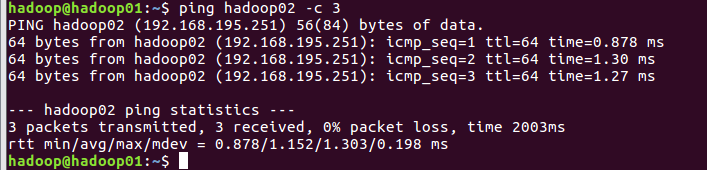 hadoop@hadoop01:~$ ping hadoop02 -c 3
PING hadoop02 (192.168.195.251) 56(84) bytes of data.
64 bytes from hadoop02 (192.168.195.251): icmp_seq=1 ttl=64 time=0.878 ms
64 bytes from hadoop02 (192.168.195.251): icmp_seq=2 ttl=64 time=1.30 ms
64 bytes from hadoop02 (192.168.195.251): icmp_seq=3 ttl=64 time=1.27 ms

--- hadoop02 ping statistics ---
3 packets transmitted, 3 received, 0% packet loss, time 2003ms
rtt min/avg/max/mdev = 0.878/1.152/1.303/0.198 ms
hadoop@hadoop01:~$